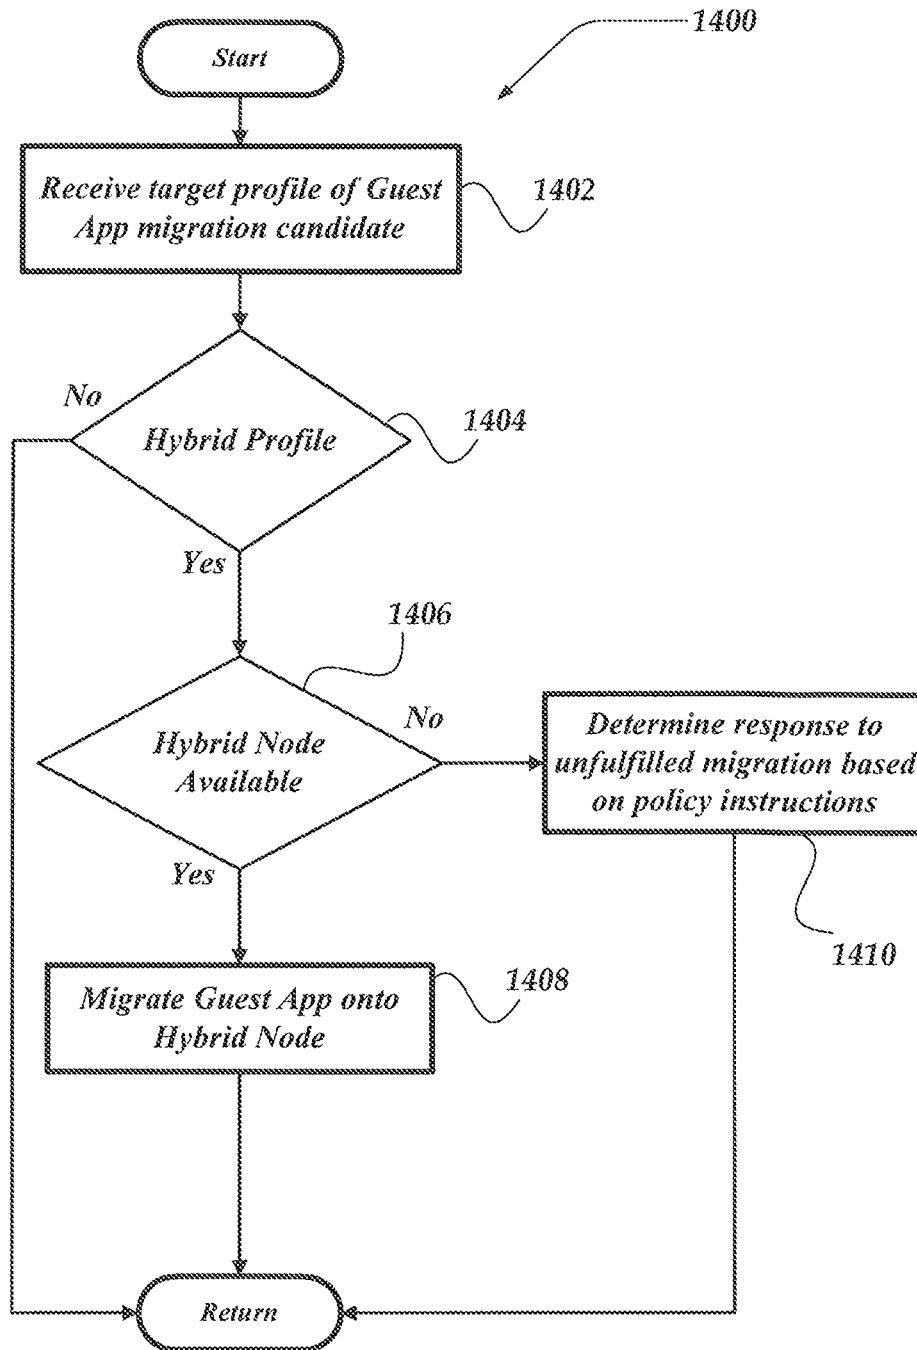 1400
Start
Receive target profile of Guest
App migration candidate
1402
No
Hybrid Profile
1404
Yes
1406
Hybrid Node
Available
No
Determine response to
unfulfilled migration based
on policy instructions
Yes
1410
Migrate Guest App onto
Hybrid Node
1408
Return